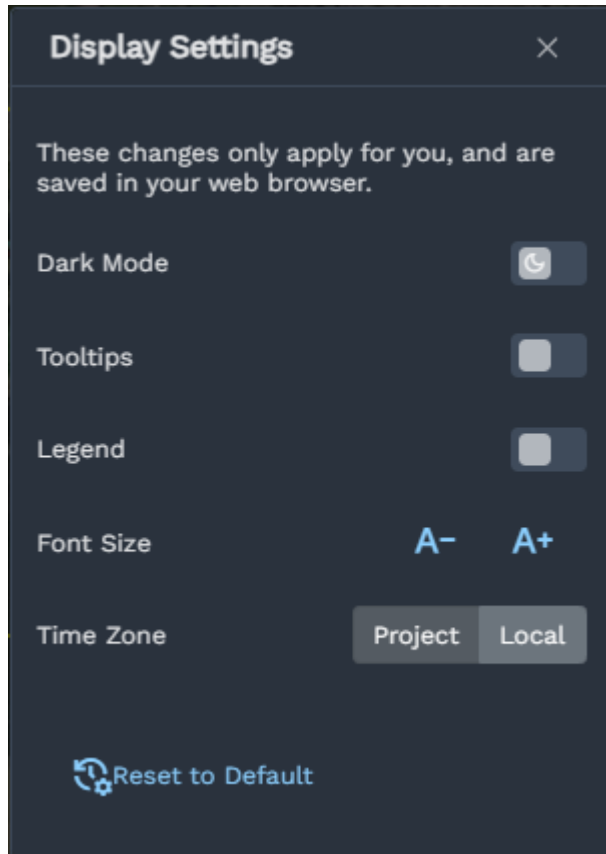 Display Settings
These changes only apply for you, and are
saved in your web browser.
Dark Mode
Tooltips
Legend
Font Size A- A+
Time Zone Project Local
Reset to Default